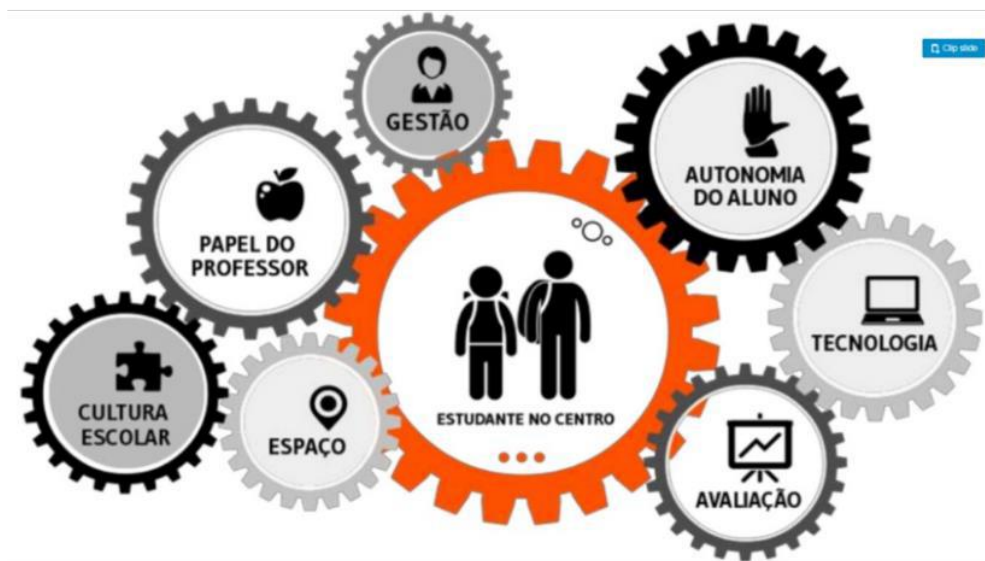 Clip slide
GESTÃO
AUTONOMIA
DO ALUNO
PAPEL DO
PROFESSOR
TECNOLOGIA
CULTURA
ESCOLAR
ESPAÇO
ESTUDANTE NO CENTRO
AVALIAÇÃO